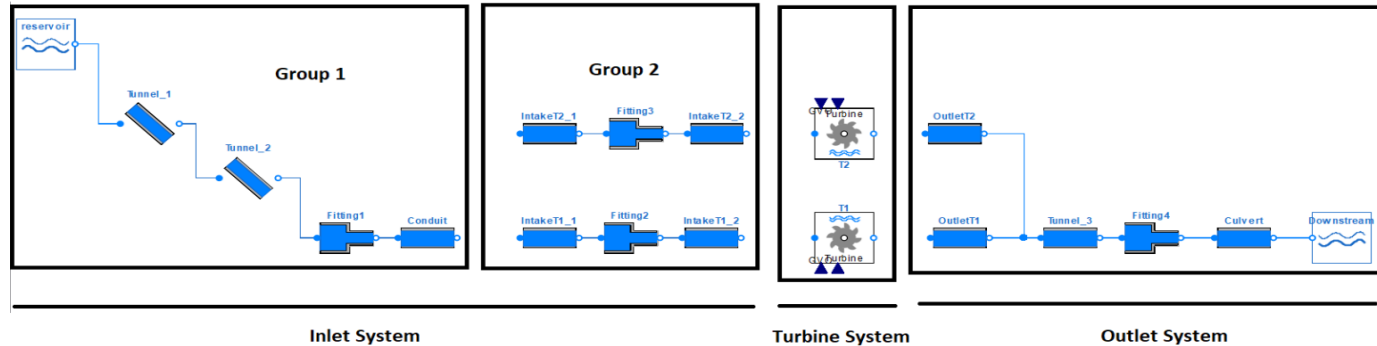 reservoir
Group 1
Tunnel_1
Tunnel_2
Fitting1
Conduit
Group 2
IntakeT2_1
Fitting3
IntakeT2_2
IntakeT1_1
Fitting2
IntakeT1_2
Turbine
T2
T1
Turbine
OutletT2
OutletT1
Tunnel_3
Fitting4
Culvert
Downstream
Inlet System
Turbine System
Outlet System